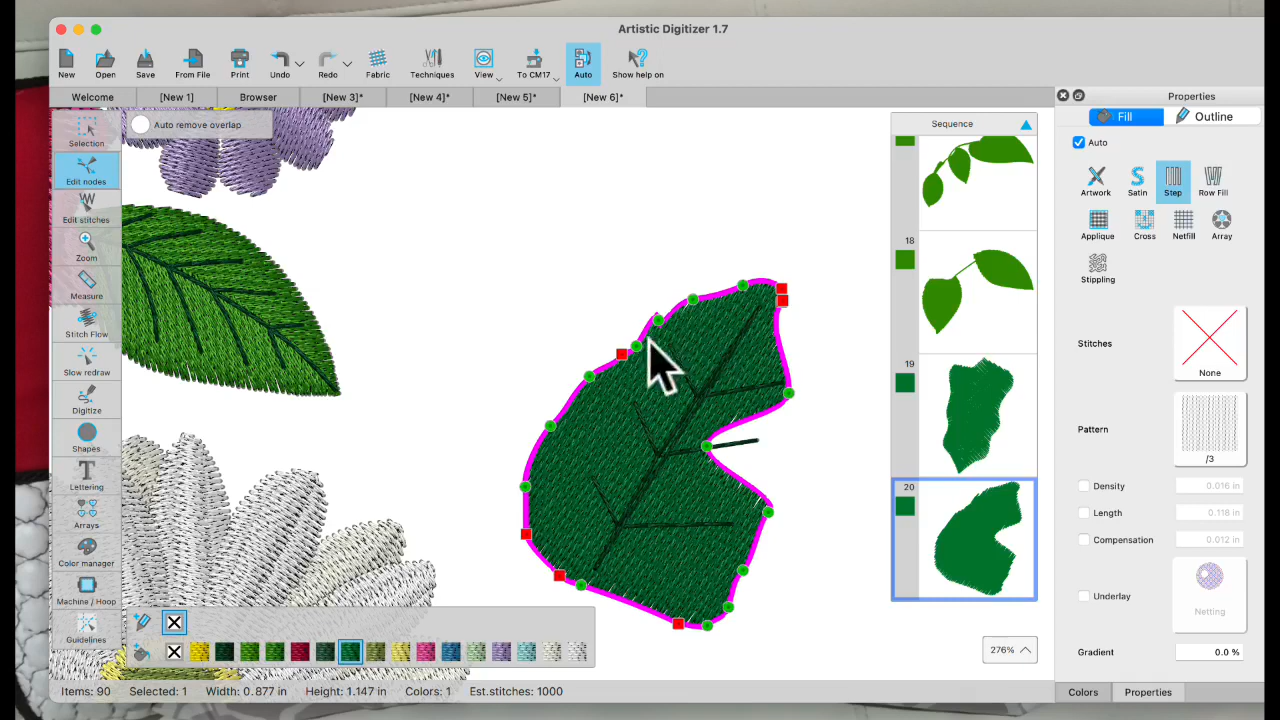 Artistic Digitizer 1.7
New Open Save From File Print Undo Redo Fabric Techniques View To CM17 Auto Show help on
Welcome [New 1] Browser [New 3]* [New 4]* [New 5]* [New 6]* Properties
Fill Outline
Auto remove overlap
Sequence
Auto
Selection
Edit nodes
Edit stitches
Zoom
Measure
Stitch Flow
Slow redraw
Digitize
Shapes
Lettering
Arrays
Color manager
Machine / Hoop
Guidelines
18
19
20
Artwork Satin Step Row Fill
Applique Cross Netfill Array
Stippling
Stitches
None
Pattern
/3
Density 0.016 in
Length 0.118 in
Compensation 0.012 in
Underlay
Netting
Gradient 0.0 %
276%
Items: 90 Selected: 1 Width: 0.877 in Height: 1.147 in Colors: 1 Est.stitches: 1000
Colors Properties